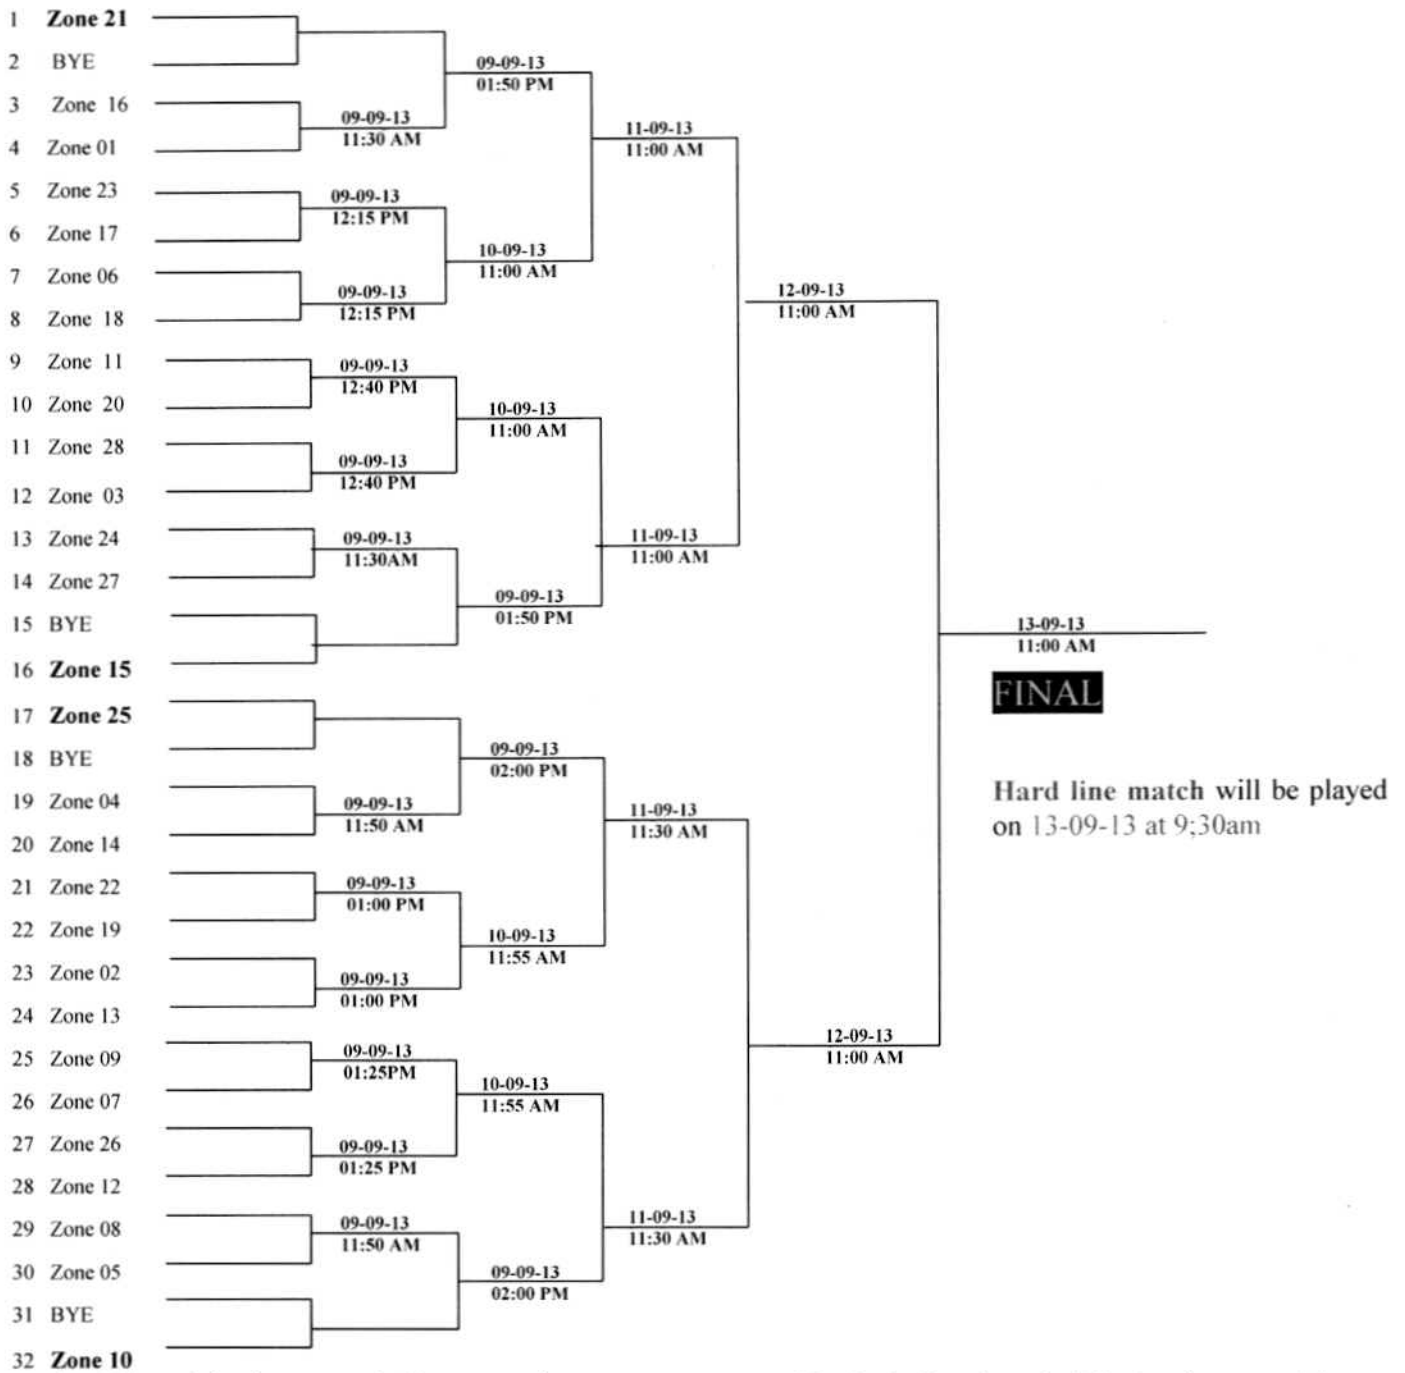 1 Zone 21
2 BYE
09-09-13
01:50 PM
3 Zone 16
09-09-13
11:30 AM
4 Zone 01
11-09-13
11:00 AM
5 Zone 23
09-09-13
12:15 PM
6 Zone 17
10-09-13
11:00 AM
7 Zone 06
09-09-13
12:15 PM
8 Zone 18
12-09-13
11:00 AM
9 Zone 11
09-09-13
12:40 PM
10 Zone 20
10-09-13
11:00 AM
11 Zone 28
09-09-13
12:40 PM
12 Zone 03
13 Zone 24
09-09-13
11:30AM
11-09-13
11:00 AM
14 Zone 27
09-09-13
01:50 PM
15 BYE
13-09-13
11:00 AM
16 Zone 15
FINAL
17 Zone 25
18 BYE
09-09-13
02:00 PM
Hard line match will be played
on 13-09-13 at 9;30am
19 Zone 04
09-09-13
11:50 AM
11-09-13
11:30 AM
20 Zone 14
21 Zone 22
09-09-13
01:00 PM
22 Zone 19
10-09-13
11:55 AM
23 Zone 02
09-09-13
01:00 PM
24 Zone 13
12-09-13
11:00 AM
25 Zone 09
09-09-13
01:25PM
26 Zone 07
10-09-13
11:55 AM
27 Zone 26
09-09-13
01:25 PM
28 Zone 12
29 Zone 08
09-09-13
11:50 AM
11-09-13
11:30 AM
30 Zone 05
09-09-13
02:00 PM
31 BYE
32 Zone 10